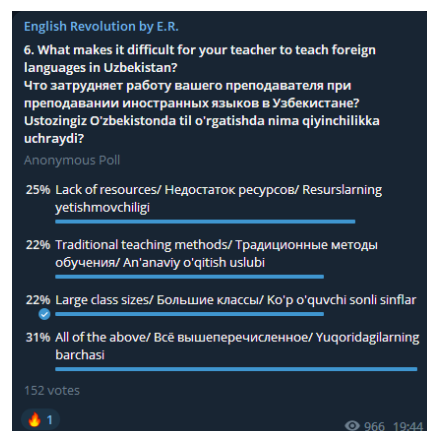 English Revolution by E.R.
6. What makes it difficult for your teacher to teach foreign
languages in Uzbekistan?
Что затрудняет работу вашего преподавателя при
преподавании иностранных языков в Узбекистане?
Ustozingiz O'zbekistonda til o'rgatishda nima qiyinchilikka
uchraydi?
Anonymous Poll
25% Lack of resources/ Недостаток ресурсов/ Resurslarning
yetishmovchiligi
22% Traditional teaching methods/ Традиционные методы
обучения/ An'anaviy o'qitish uslubi
22% Large class sizes/ Большие классы/ Ko'p o'quvchi sonli sinflar
31% All of the above/ Всё вышеперечисленное/ Yuqoridagilarning
barchasi
152 votes
1
966 19:44